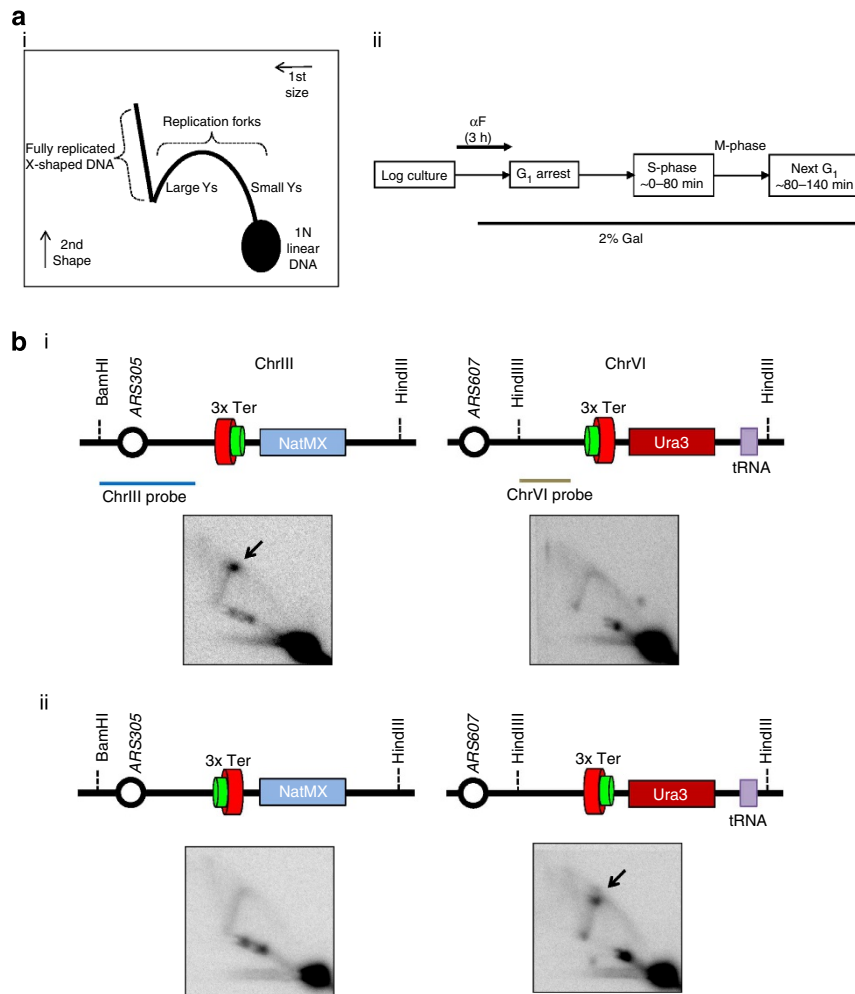 a
i
1st
size
Replication forks
Fully replicated
X-shaped DNA
Large Ys
Small Ys
1N
linear
DNA
2nd
Shape
ii
αF
(3 h)
M-phase
Log culture
G1 arrest
S-phase
~0–80 min
Next G1
~80–140 min
2% Gal
b
i
BamHI
ARS305
ChrIII
3x Ter
NatMX
HindIII
ChrIII probe
ARS607
HindIIII
ChrVI
3x Ter
Ura3
HindIII
tRNA
ChrVI probe
ii
BamHI
ARS305
3x Ter
NatMX
HindIII
ARS607
HindIIII
3x Ter
Ura3
HindIII
tRNA